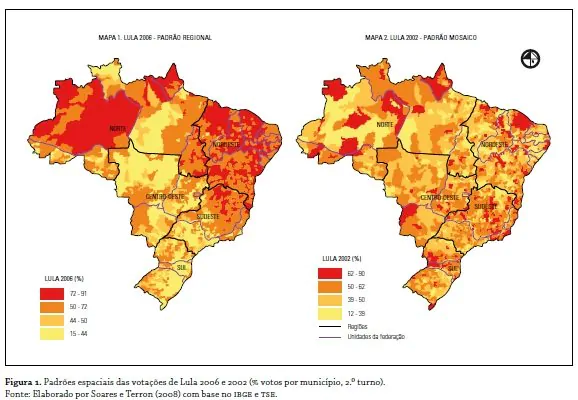 MAPA 1. LULA 2006 - PADRÃO REGIONAL
NORTE
NORDESTE
CENTRO OESTE
SUDESTE
SUL
LULA 2006 (%)
72 - 91
50 - 72
44 - 50
15 - 44
MAPA 2. LULA 2002 - PADRÃO MOSAICO
NORTE
NORDESTE
CENTRO OESTE
SUDESTE
SUL
LULA 2002 (%)
62 - 90
50 - 62
39 - 50
12 - 39
Regiões
Unidades da federação
Figura 1. Padrões espaciais das votações de Lula 2006 e 2002 (% votos por município, 2.º turno).
Fonte: Elaborado por Soares e Terron (2008) com base no IBGE e TSE.